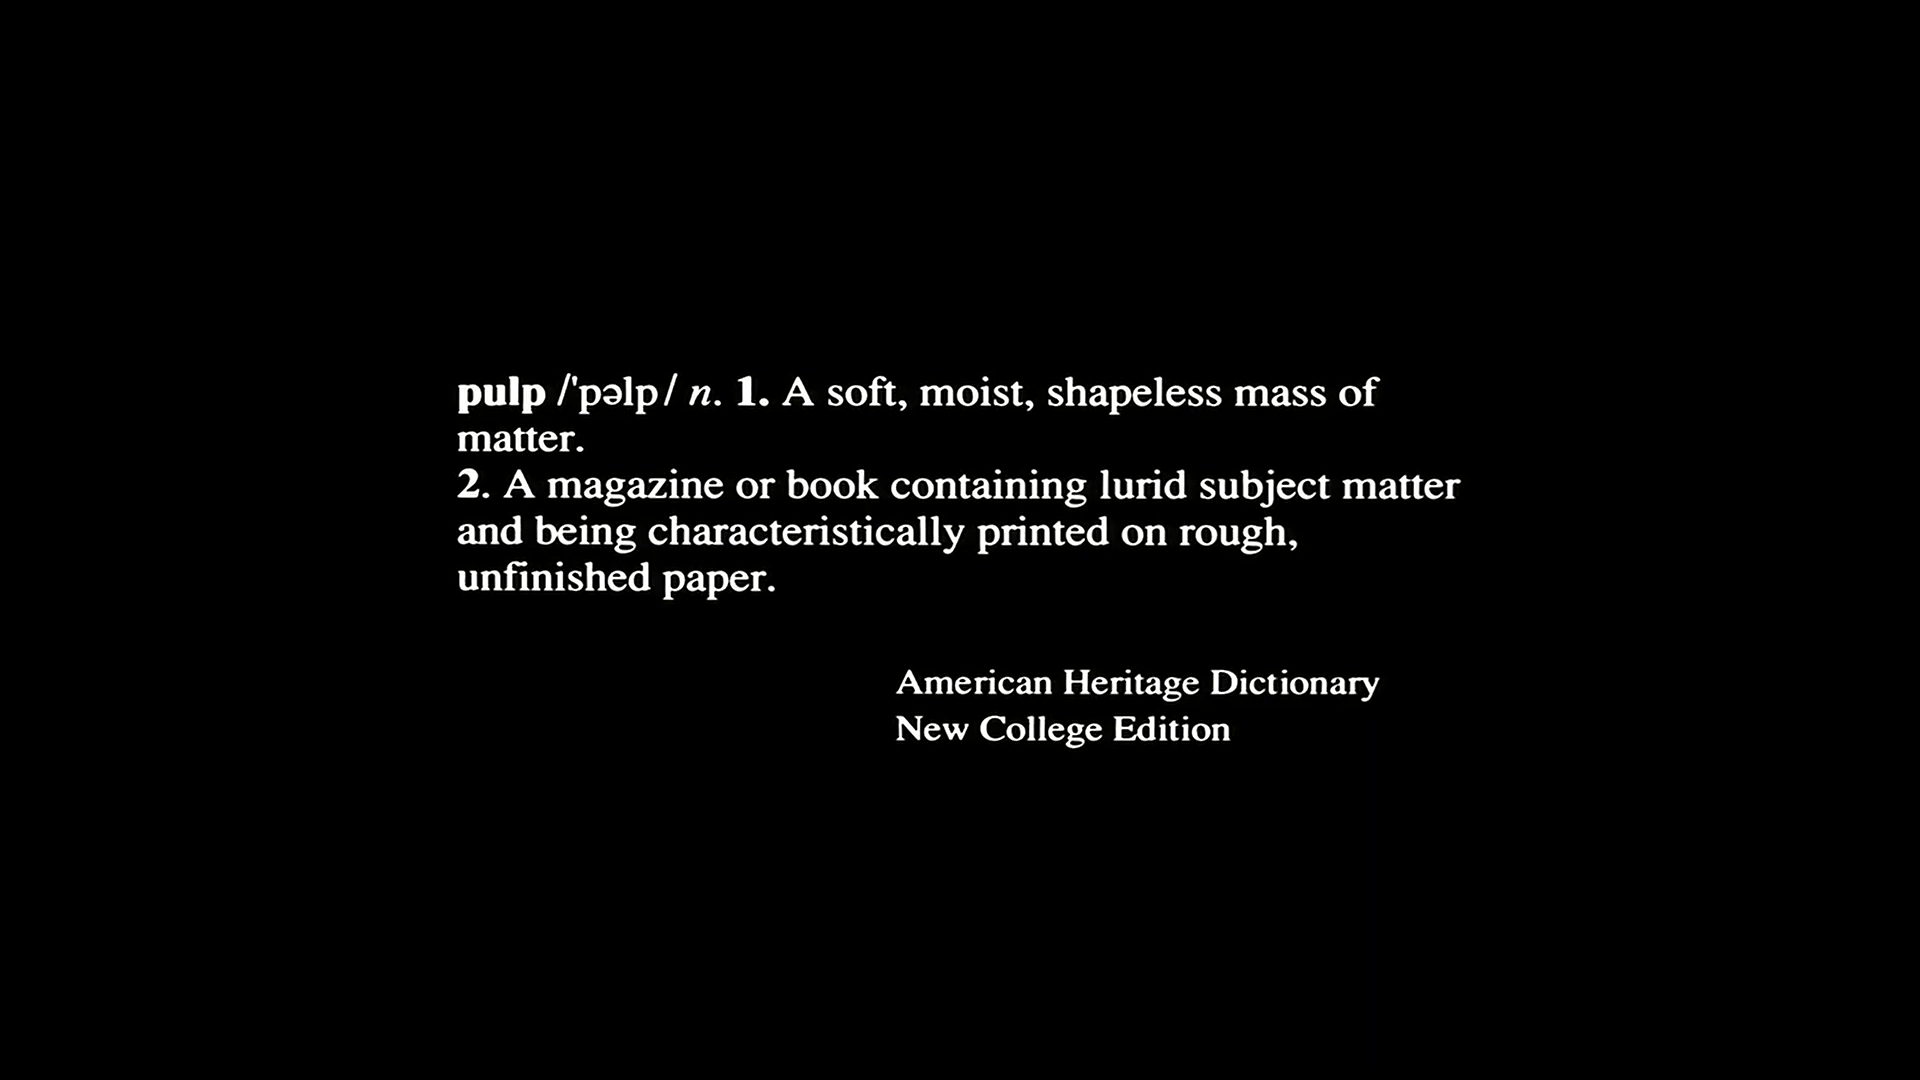 pulp /'pəlp/ n. 1. A soft, moist, shapeless mass of
matter.
2. A magazine or book containing lurid subject matter
and being characteristically printed on rough,
unfinished paper.
American Heritage Dictionary
New College Edition